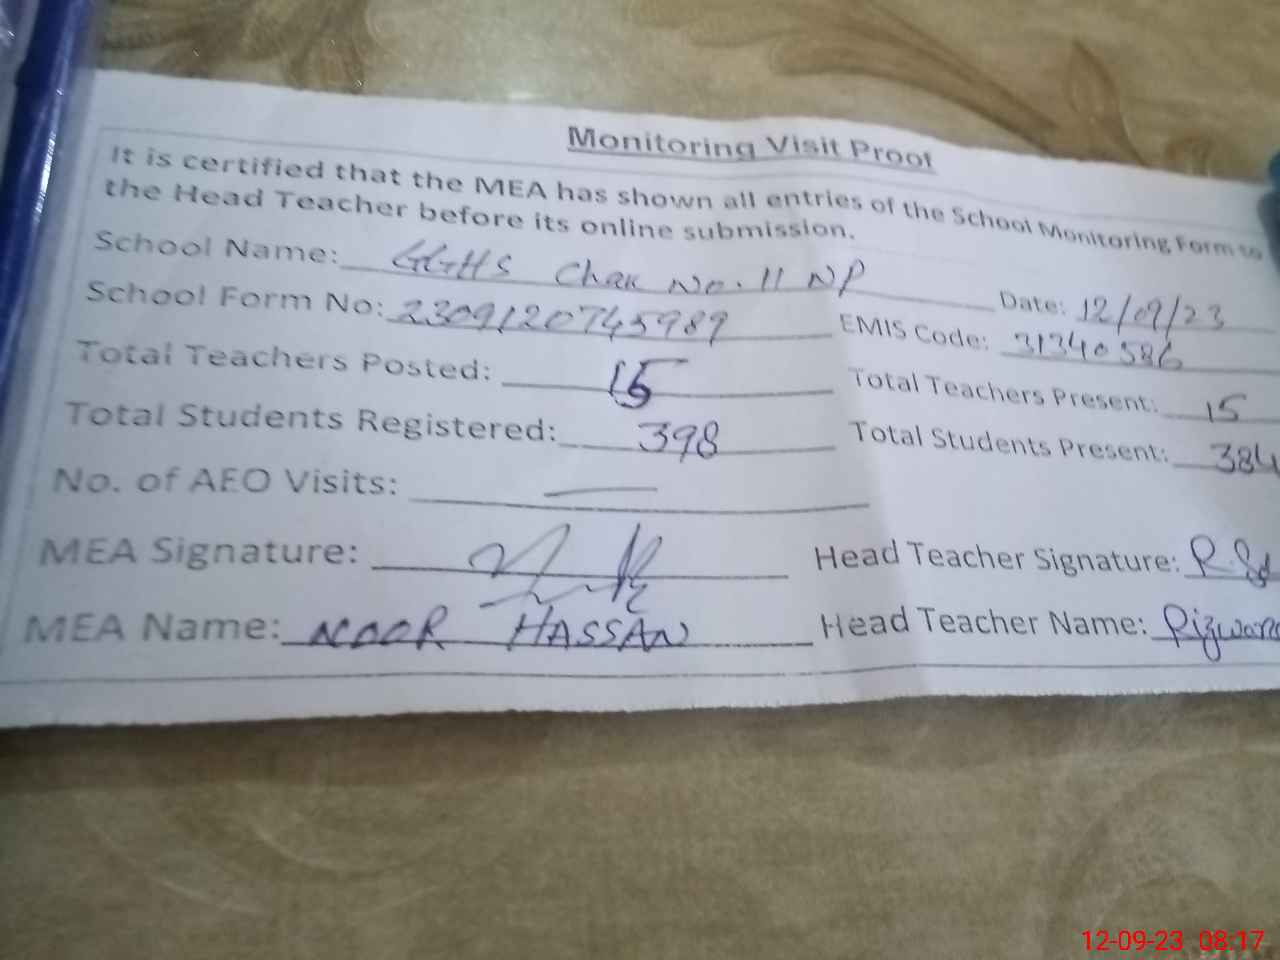 Monitoring Visit Proof
It is certified that the MEA has shown all entries of the School Monitoring Form to
the Head Teacher before its online submission.
School Name: GGHS Chak No. 11 NP Date: 12/09/23
School Form No: 2309120745989 EMIS Code: 31340586
Total Teachers Posted: 15 Total Teachers Present: 15
Total Students Registered: 398 Total Students Present: 384
No. of AEO Visits: —
MEA Signature: Head Teacher Signature:
MEA Name: NOOR HASSAN Head Teacher Name:
12-09-23 08:17